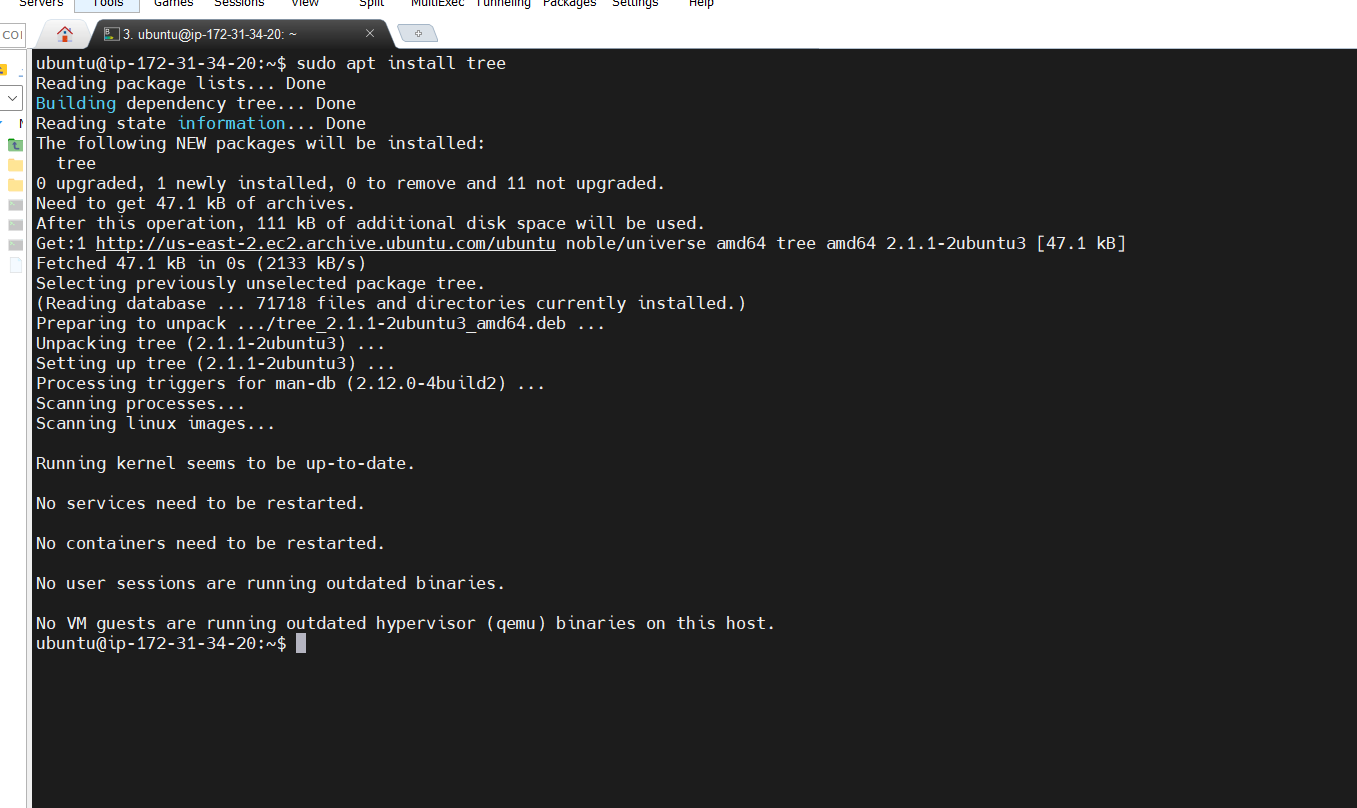 Servers Tools Games Sessions View Split MultiExec Tunneling Packages Settings Help
3. ubuntu@ip-172-31-34-20: ~
ubuntu@ip-172-31-34-20:~$ sudo apt install tree
Reading package lists... Done
Building dependency tree... Done
Reading state information... Done
The following NEW packages will be installed:
  tree
0 upgraded, 1 newly installed, 0 to remove and 11 not upgraded.
Need to get 47.1 kB of archives.
After this operation, 111 kB of additional disk space will be used.
Get:1 http://us-east-2.ec2.archive.ubuntu.com/ubuntu noble/universe amd64 tree amd64 2.1.1-2ubuntu3 [47.1 kB]
Fetched 47.1 kB in 0s (2133 kB/s)
Selecting previously unselected package tree.
(Reading database ... 71718 files and directories currently installed.)
Preparing to unpack .../tree_2.1.1-2ubuntu3_amd64.deb ...
Unpacking tree (2.1.1-2ubuntu3) ...
Setting up tree (2.1.1-2ubuntu3) ...
Processing triggers for man-db (2.12.0-4build2) ...
Scanning processes...
Scanning linux images...
Running kernel seems to be up-to-date.
No services need to be restarted.
No containers need to be restarted.
No user sessions are running outdated binaries.
No VM guests are running outdated hypervisor (qemu) binaries on this host.
ubuntu@ip-172-31-34-20:~$